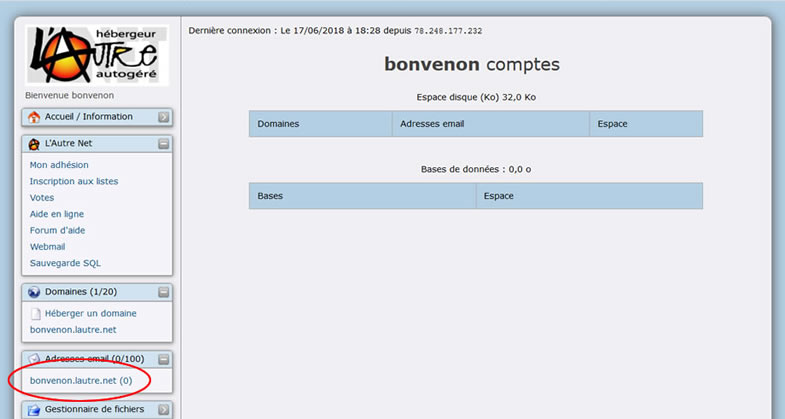 Dernière connexion : Le 17/06/2018 à 18:28 depuis 78.248.177.232
hébergeur
L'AUTRE
autogéré
Bienvenue bonvenon
Accueil / Information
L'Autre Net
Mon adhésion
Inscription aux listes
Votes
Aide en ligne
Forum d'aide
Webmail
Sauvegarde SQL
Domaines (1/20)
Héberger un domaine
bonvenon.lautre.net
Adresses email (0/100)
bonvenon.lautre.net (0)
Gestionnaire de fichiers
bonvenon comptes
Espace disque (Ko) 32,0 Ko
Domaines Adresses email Espace
Bases de données : 0,0 o
Bases Espace